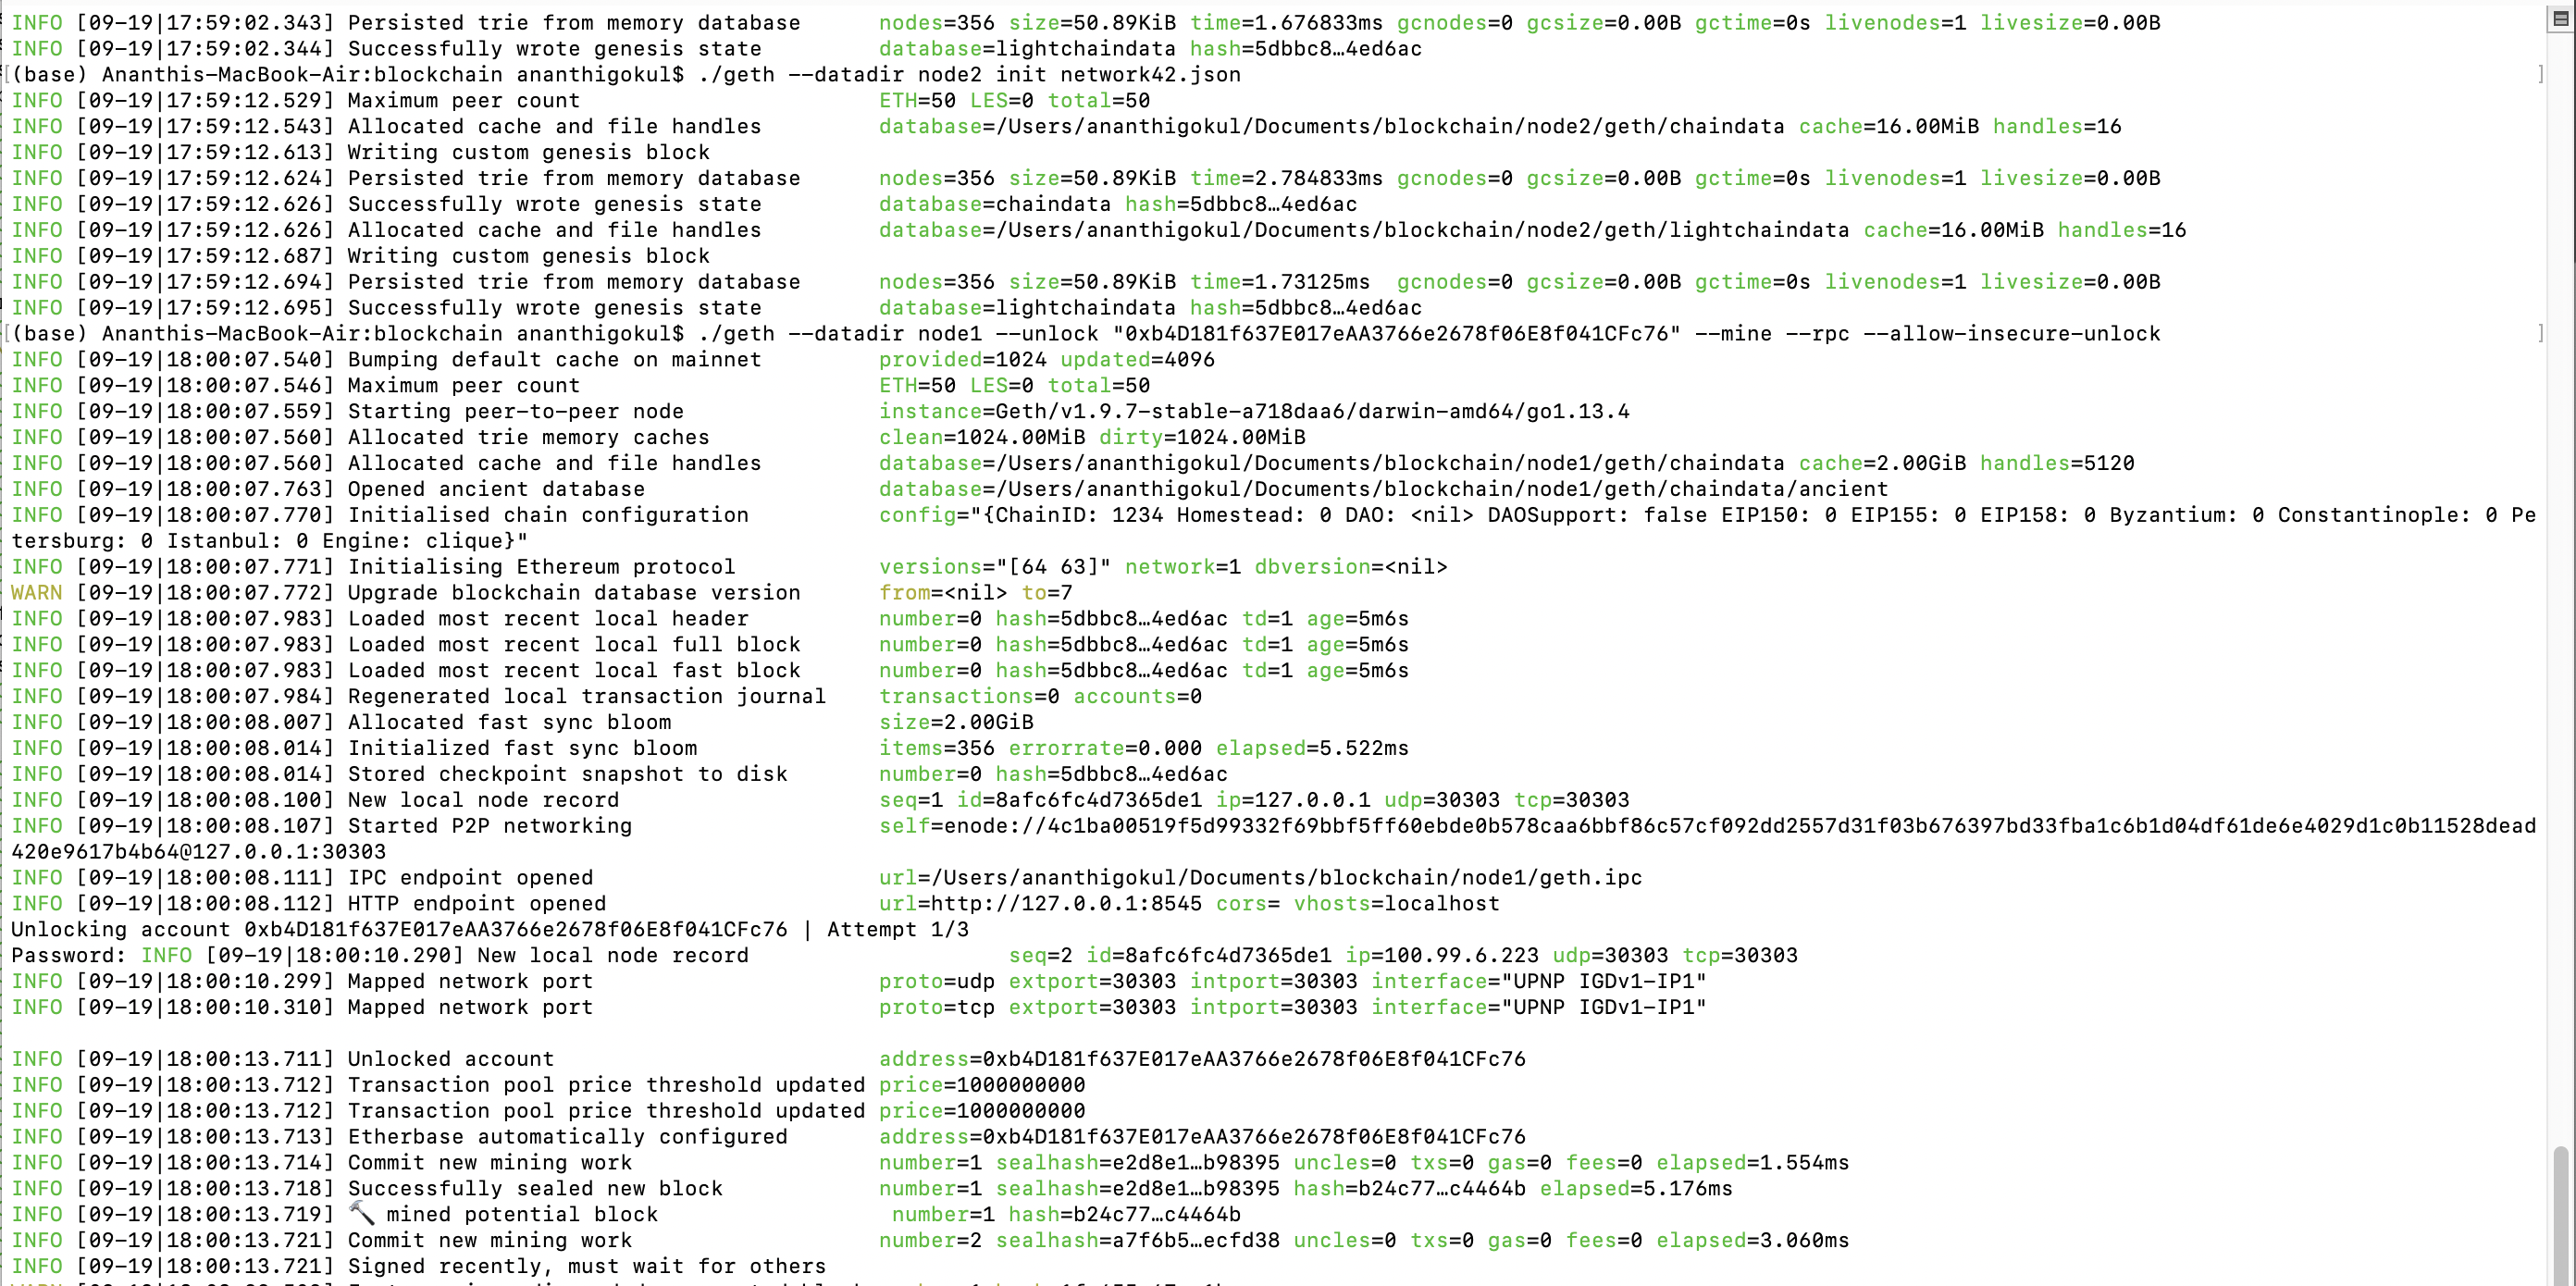 INFO [09-19|17:59:02.343] Persisted trie from memory database nodes=356 size=50.89KiB time=1.676833ms gcnodes=0 gcsize=0.00B gctime=0s livenodes=1 livesize=0.00B
INFO [09-19|17:59:02.344] Successfully wrote genesis state database=lightchaindata hash=5dbbc8…4ed6ac
[(base) Ananthis-MacBook-Air:blockchain ananthigokul$ ./geth --datadir node2 init network42.json ]
INFO [09-19|17:59:12.529] Maximum peer count ETH=50 LES=0 total=50
INFO [09-19|17:59:12.543] Allocated cache and file handles database=/Users/ananthigokul/Documents/blockchain/node2/geth/chaindata cache=16.00MiB handles=16
INFO [09-19|17:59:12.613] Writing custom genesis block
INFO [09-19|17:59:12.624] Persisted trie from memory database nodes=356 size=50.89KiB time=2.784833ms gcnodes=0 gcsize=0.00B gctime=0s livenodes=1 livesize=0.00B
INFO [09-19|17:59:12.626] Successfully wrote genesis state database=chaindata hash=5dbbc8…4ed6ac
INFO [09-19|17:59:12.626] Allocated cache and file handles database=/Users/ananthigokul/Documents/blockchain/node2/geth/lightchaindata cache=16.00MiB handles=16
INFO [09-19|17:59:12.687] Writing custom genesis block
INFO [09-19|17:59:12.694] Persisted trie from memory database nodes=356 size=50.89KiB time=1.73125ms gcnodes=0 gcsize=0.00B gctime=0s livenodes=1 livesize=0.00B
INFO [09-19|17:59:12.695] Successfully wrote genesis state database=lightchaindata hash=5dbbc8…4ed6ac
[(base) Ananthis-MacBook-Air:blockchain ananthigokul$ ./geth --datadir node1 --unlock "0xb4D181f637E017eAA3766e2678f06E8f041CFc76" --mine --rpc --allow-insecure-unlock ]
INFO [09-19|18:00:07.540] Bumping default cache on mainnet provided=1024 updated=4096
INFO [09-19|18:00:07.546] Maximum peer count ETH=50 LES=0 total=50
INFO [09-19|18:00:07.559] Starting peer-to-peer node instance=Geth/v1.9.7-stable-a718daa6/darwin-amd64/go1.13.4
INFO [09-19|18:00:07.560] Allocated trie memory caches clean=1024.00MiB dirty=1024.00MiB
INFO [09-19|18:00:07.560] Allocated cache and file handles database=/Users/ananthigokul/Documents/blockchain/node1/geth/chaindata cache=2.00GiB handles=5120
INFO [09-19|18:00:07.763] Opened ancient database database=/Users/ananthigokul/Documents/blockchain/node1/geth/chaindata/ancient
INFO [09-19|18:00:07.770] Initialised chain configuration config="{ChainID: 1234 Homestead: 0 DAO: <nil> DAOSupport: false EIP150: 0 EIP155: 0 EIP158: 0 Byzantium: 0 Constantinople: 0 Pe
tersburg: 0 Istanbul: 0 Engine: clique}"
INFO [09-19|18:00:07.771] Initialising Ethereum protocol versions="[64 63]" network=1 dbversion=<nil>
WARN [09-19|18:00:07.772] Upgrade blockchain database version from=<nil> to=7
INFO [09-19|18:00:07.983] Loaded most recent local header number=0 hash=5dbbc8…4ed6ac td=1 age=5m6s
INFO [09-19|18:00:07.983] Loaded most recent local full block number=0 hash=5dbbc8…4ed6ac td=1 age=5m6s
INFO [09-19|18:00:07.983] Loaded most recent local fast block number=0 hash=5dbbc8…4ed6ac td=1 age=5m6s
INFO [09-19|18:00:07.984] Regenerated local transaction journal transactions=0 accounts=0
INFO [09-19|18:00:08.007] Allocated fast sync bloom size=2.00GiB
INFO [09-19|18:00:08.014] Initialized fast sync bloom items=356 errorrate=0.000 elapsed=5.522ms
INFO [09-19|18:00:08.014] Stored checkpoint snapshot to disk number=0 hash=5dbbc8…4ed6ac
INFO [09-19|18:00:08.100] New local node record seq=1 id=8afc6fc4d7365de1 ip=127.0.0.1 udp=30303 tcp=30303
INFO [09-19|18:00:08.107] Started P2P networking self=enode://4c1ba00519f5d99332f69bbf5ff60ebde0b578caa6bbf86c57cf092dd2557d31f03b676397bd33fba1c6b1d04df61de6e4029d1c0b11528dead
420e9617b4b64@127.0.0.1:30303
INFO [09-19|18:00:08.111] IPC endpoint opened url=/Users/ananthigokul/Documents/blockchain/node1/geth.ipc
INFO [09-19|18:00:08.112] HTTP endpoint opened url=http://127.0.0.1:8545 cors= vhosts=localhost
Unlocking account 0xb4D181f637E017eAA3766e2678f06E8f041CFc76 | Attempt 1/3
Password: INFO [09-19|18:00:10.290] New local node record seq=2 id=8afc6fc4d7365de1 ip=100.99.6.223 udp=30303 tcp=30303
INFO [09-19|18:00:10.299] Mapped network port proto=udp extport=30303 intport=30303 interface="UPNP IGDv1-IP1"
INFO [09-19|18:00:10.310] Mapped network port proto=tcp extport=30303 intport=30303 interface="UPNP IGDv1-IP1"
INFO [09-19|18:00:13.711] Unlocked account address=0xb4D181f637E017eAA3766e2678f06E8f041CFc76
INFO [09-19|18:00:13.712] Transaction pool price threshold updated price=1000000000
INFO [09-19|18:00:13.712] Transaction pool price threshold updated price=1000000000
INFO [09-19|18:00:13.713] Etherbase automatically configured address=0xb4D181f637E017eAA3766e2678f06E8f041CFc76
INFO [09-19|18:00:13.714] Commit new mining work number=1 sealhash=e2d8e1…b98395 uncles=0 txs=0 gas=0 fees=0 elapsed=1.554ms
INFO [09-19|18:00:13.718] Successfully sealed new block number=1 sealhash=e2d8e1…b98395 hash=b24c77…c4464b elapsed=5.176ms
INFO [09-19|18:00:13.719] 🔨 mined potential block number=1 hash=b24c77…c4464b
INFO [09-19|18:00:13.721] Commit new mining work number=2 sealhash=a7f6b5…ecfd38 uncles=0 txs=0 gas=0 fees=0 elapsed=3.060ms
INFO [09-19|18:00:13.721] Signed recently, must wait for others